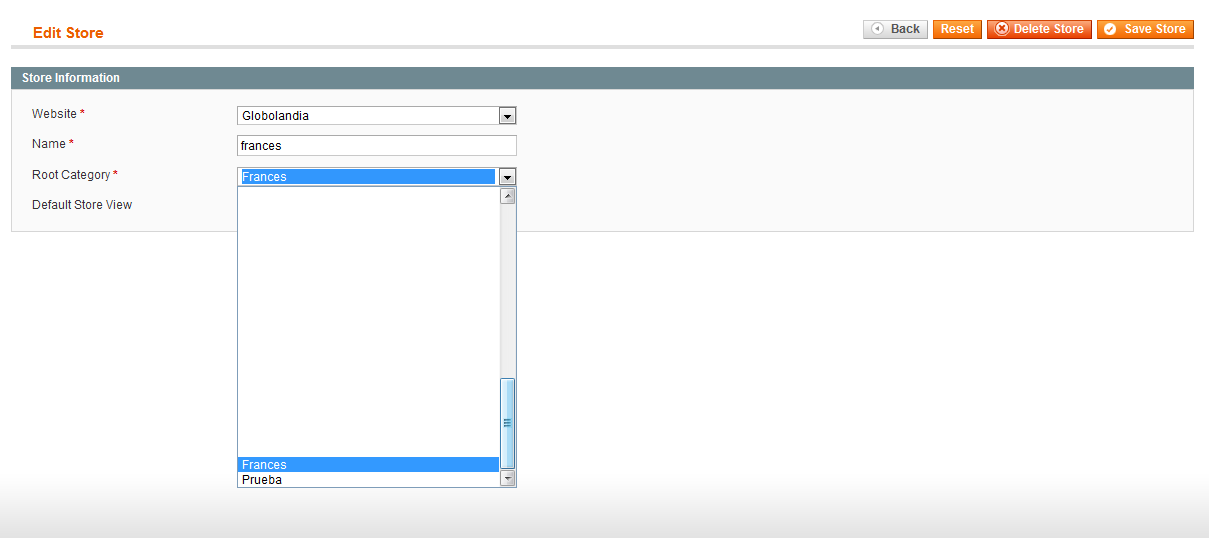 Edit Store
Back Reset Delete Store Save Store
Store Information
Website *
Globolandia
Name *
frances
Root Category *
Frances
Default Store View
Frances
Prueba